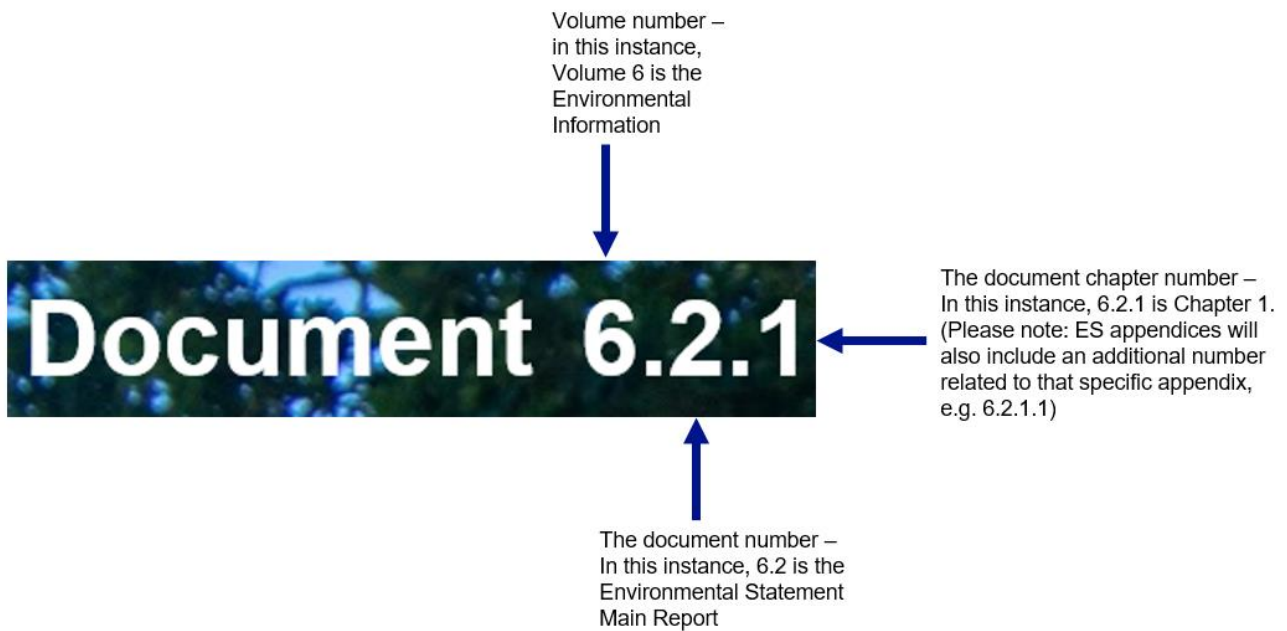 Volume number –
in this instance,
Volume 6 is the
Environmental
Information
Document 6.2.1
The document chapter number –
In this instance, 6.2.1 is Chapter 1.
(Please note: ES appendices will
also include an additional number
related to that specific appendix,
e.g. 6.2.1.1)
The document number –
In this instance, 6.2 is the
Environmental Statement
Main Report